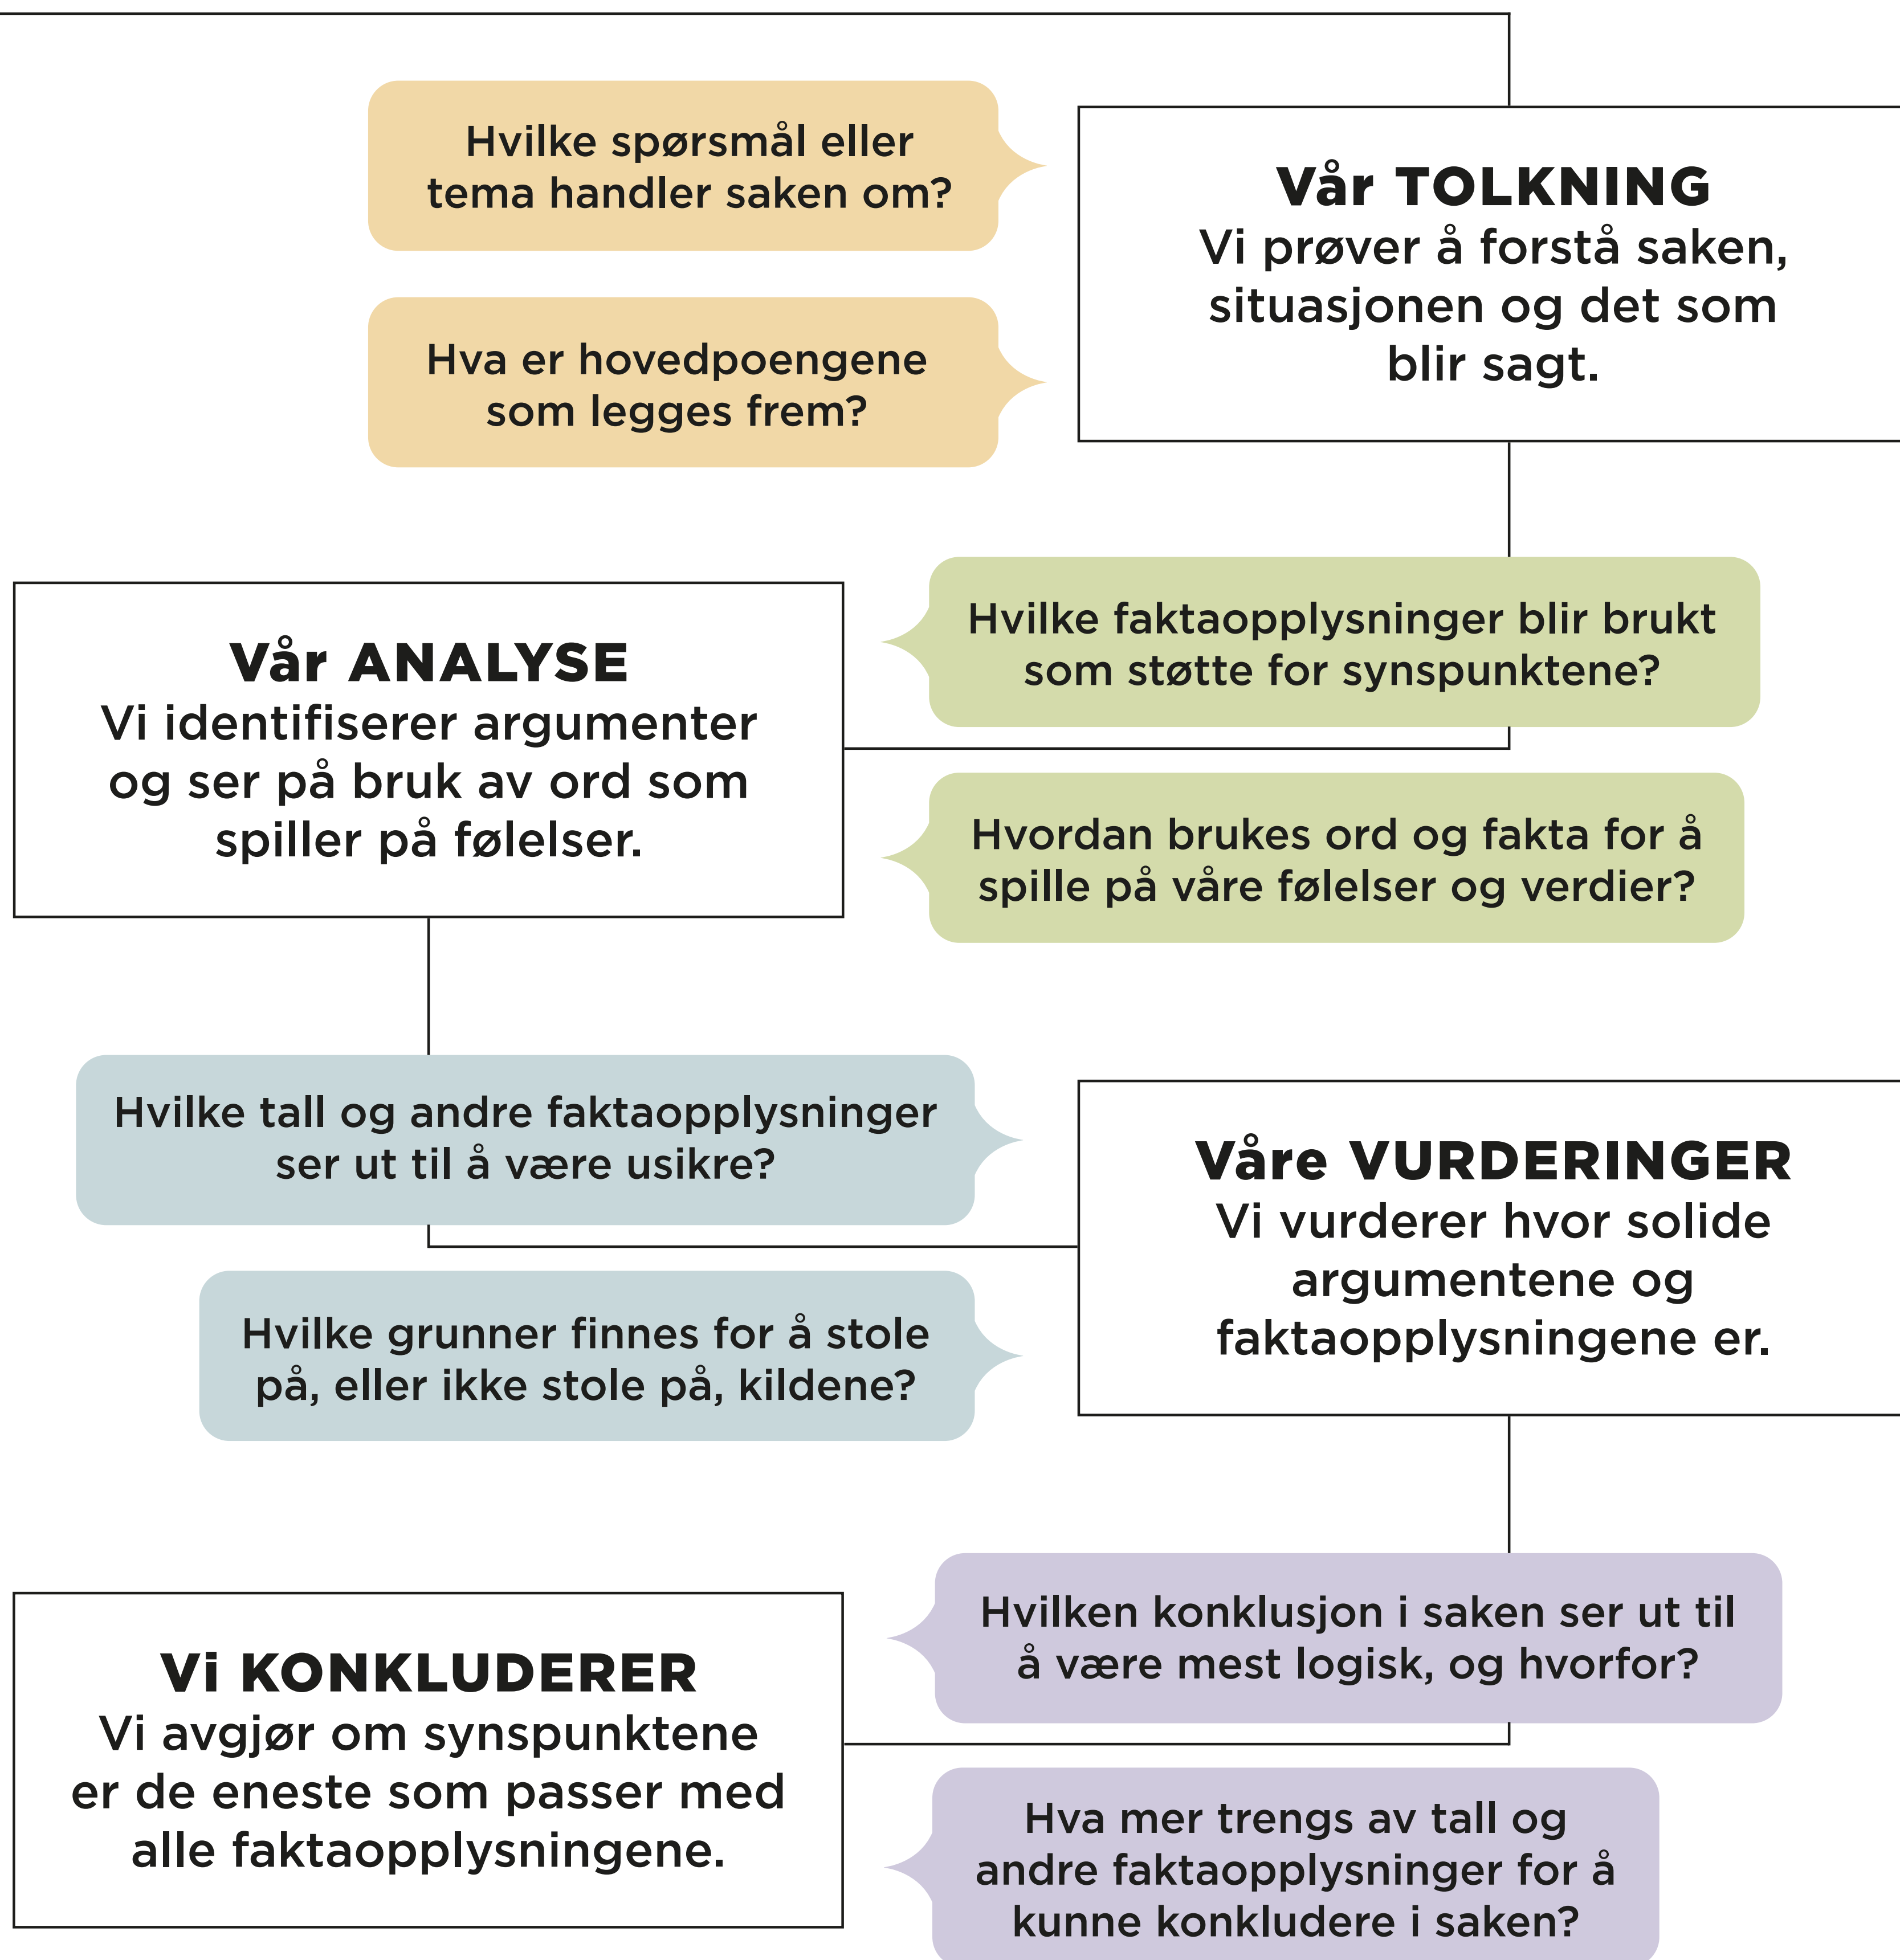 Hvilke spørsmål eller
tema handler saken om?
Hva er hovedpoengene
som legges frem?
Vår TOLKNING
Vi prøver å forstå saken,
situasjonen og det som
blir sagt.
Vår ANALYSE
Vi identifiserer argumenter
og ser på bruk av ord som
spiller på følelser.
Hvilke faktaopplysninger blir brukt
som støtte for synspunktene?
Hvordan brukes ord og fakta for å
spille på våre følelser og verdier?
Hvilke tall og andre faktaopplysninger
ser ut til å være usikre?
Hvilke grunner finnes for å stole
på, eller ikke stole på, kildene?
Våre VURDERINGER
Vi vurderer hvor solide
argumentene og
faktaopplysningene er.
Vi KONKLUDERER
Vi avgjør om synspunktene
er de eneste som passer med
alle faktaopplysningene.
Hvilken konklusjon i saken ser ut til
å være mest logisk, og hvorfor?
Hva mer trengs av tall og
andre faktaopplysninger for å
kunne konkludere i saken?